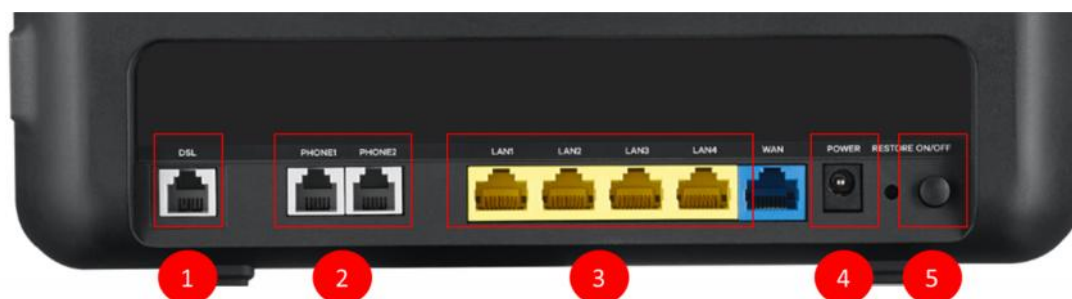 DSL PHONE1 PHONE2 LAN1 LAN2 LAN3 LAN4 WAN POWER RESTORE ON/OFF
1 2 3 4 5